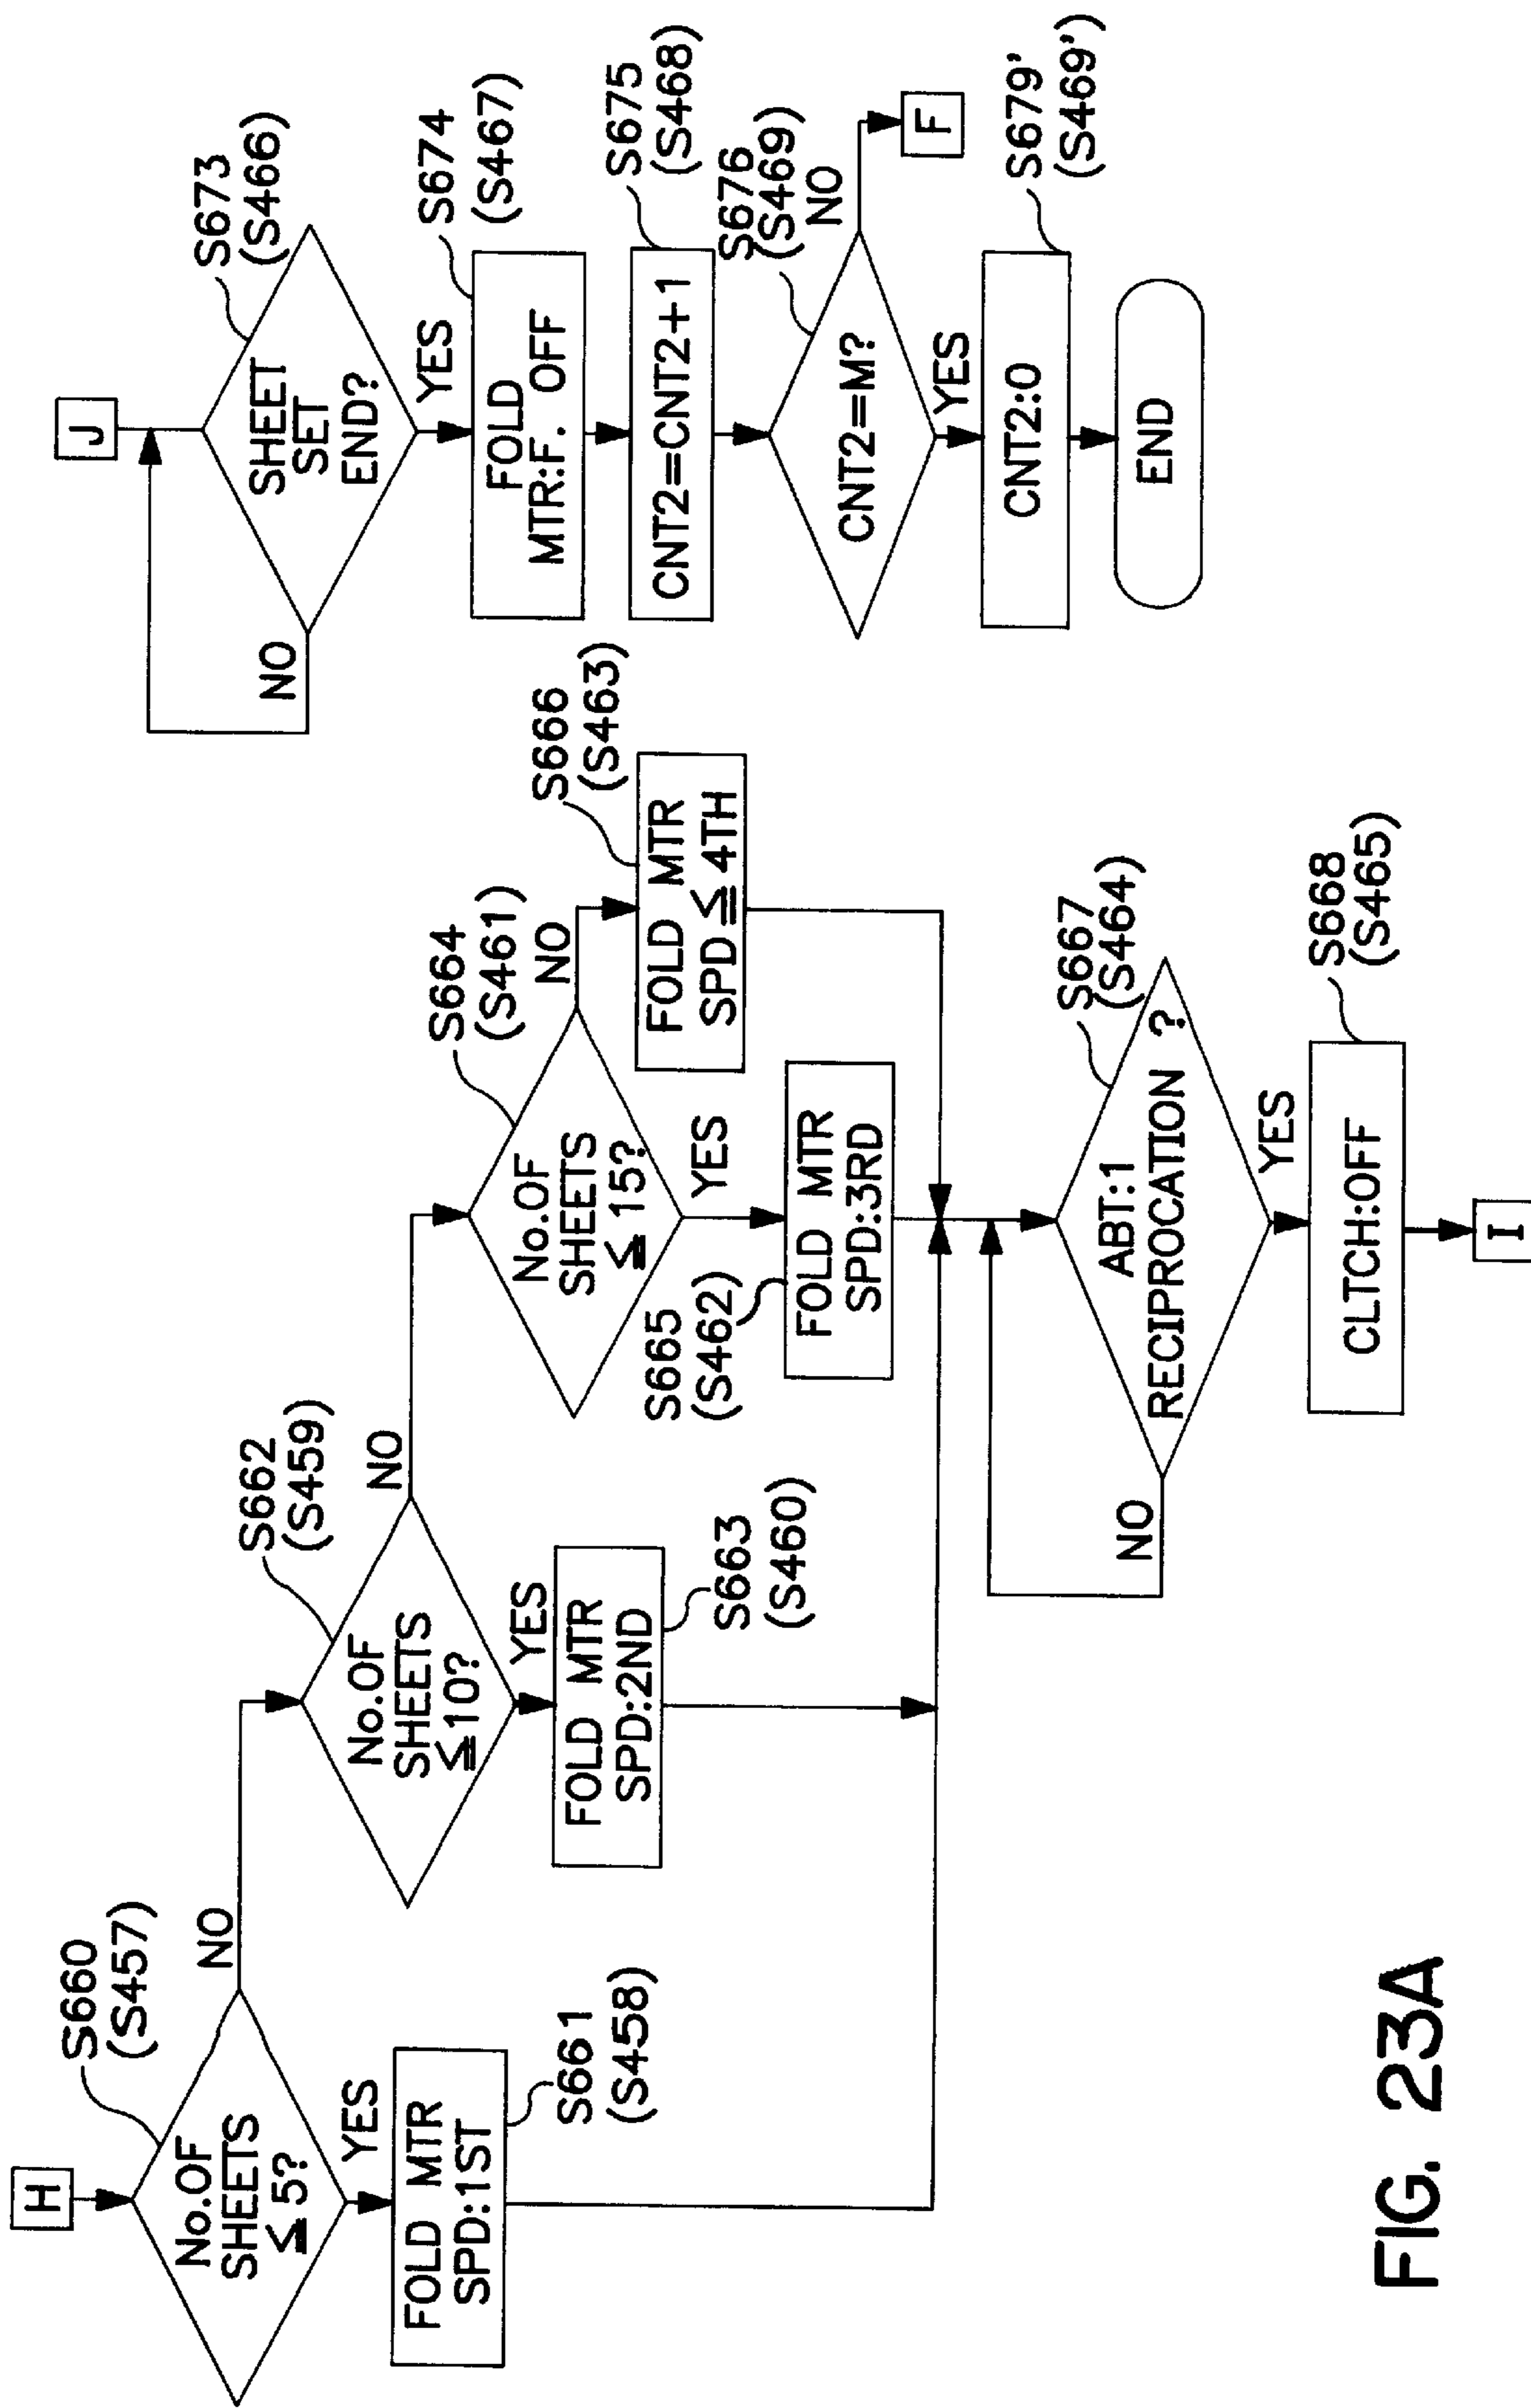 H
S660
(S457)
No.OF
SHEETS
≦ 5?
NO
YES
FOLD MTR
SPD:1ST
S661
(S458)
S662
(S459)
No.OF
SHEETS
≦10?
NO
YES
FOLD MTR
SPD:2ND
S663
(S460)
S664
(S461)
No.OF
SHEETS
≦ 15?
NO
YES
S665
(S462)
FOLD MTR
SPD:3RD
S666
(S463)
FOLD MTR
SPD≦4TH
S667
(S464)
ABT:1
RECIPROCATION ?
NO
YES
S668
(S465)
CLTCH:OFF
I
J
S673
(S466)
SHEET
SET
END?
NO
YES
S674
(S467)
FOLD
MTR:F. OFF
S675
(S468)
CNT2=CNT2+1
S676
(S469)
NO
CNT2=M?
F
YES
S679'
(S469')
CNT2:0
END
FIG. 23A